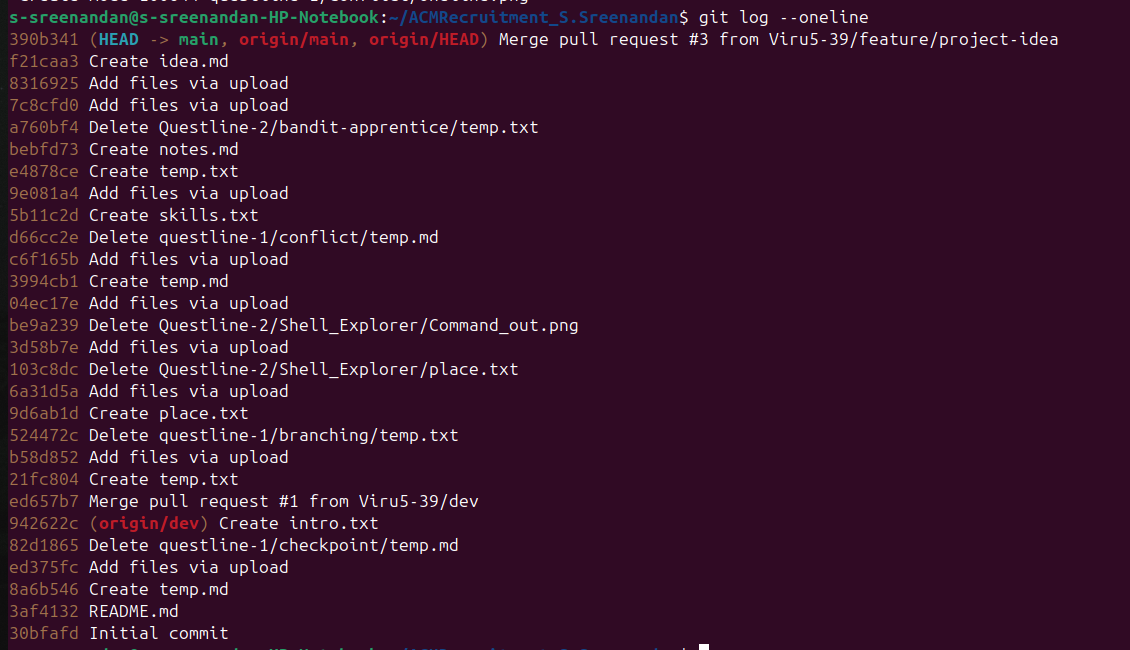 s-sreenandan@s-sreenandan-HP-Notebook:~/ACMRecruitment_S.Sreenandan$ git log --oneline
390b341 (HEAD -> main, origin/main, origin/HEAD) Merge pull request #3 from Viru5-39/feature/project-idea
f21caa3 Create idea.md
8316925 Add files via upload
7c8cfd0 Add files via upload
a760bf4 Delete Questline-2/bandit-apprentice/temp.txt
bebfd73 Create notes.md
e4878ce Create temp.txt
9e081a4 Add files via upload
5b11c2d Create skills.txt
d66cc2e Delete questline-1/conflict/temp.md
c6f165b Add files via upload
3994cb1 Create temp.md
04ec17e Add files via upload
be9a239 Delete Questline-2/Shell_Explorer/Command_out.png
3d58b7e Add files via upload
103c8dc Delete Questline-2/Shell_Explorer/place.txt
6a31d5a Add files via upload
9d6ab1d Create place.txt
524472c Delete questline-1/branching/temp.txt
b58d852 Add files via upload
21fc804 Create temp.txt
ed657b7 Merge pull request #1 from Viru5-39/dev
942622c (origin/dev) Create intro.txt
82d1865 Delete questline-1/checkpoint/temp.md
ed375fc Add files via upload
8a6b546 Create temp.md
3af4132 README.md
30bfafd Initial commit